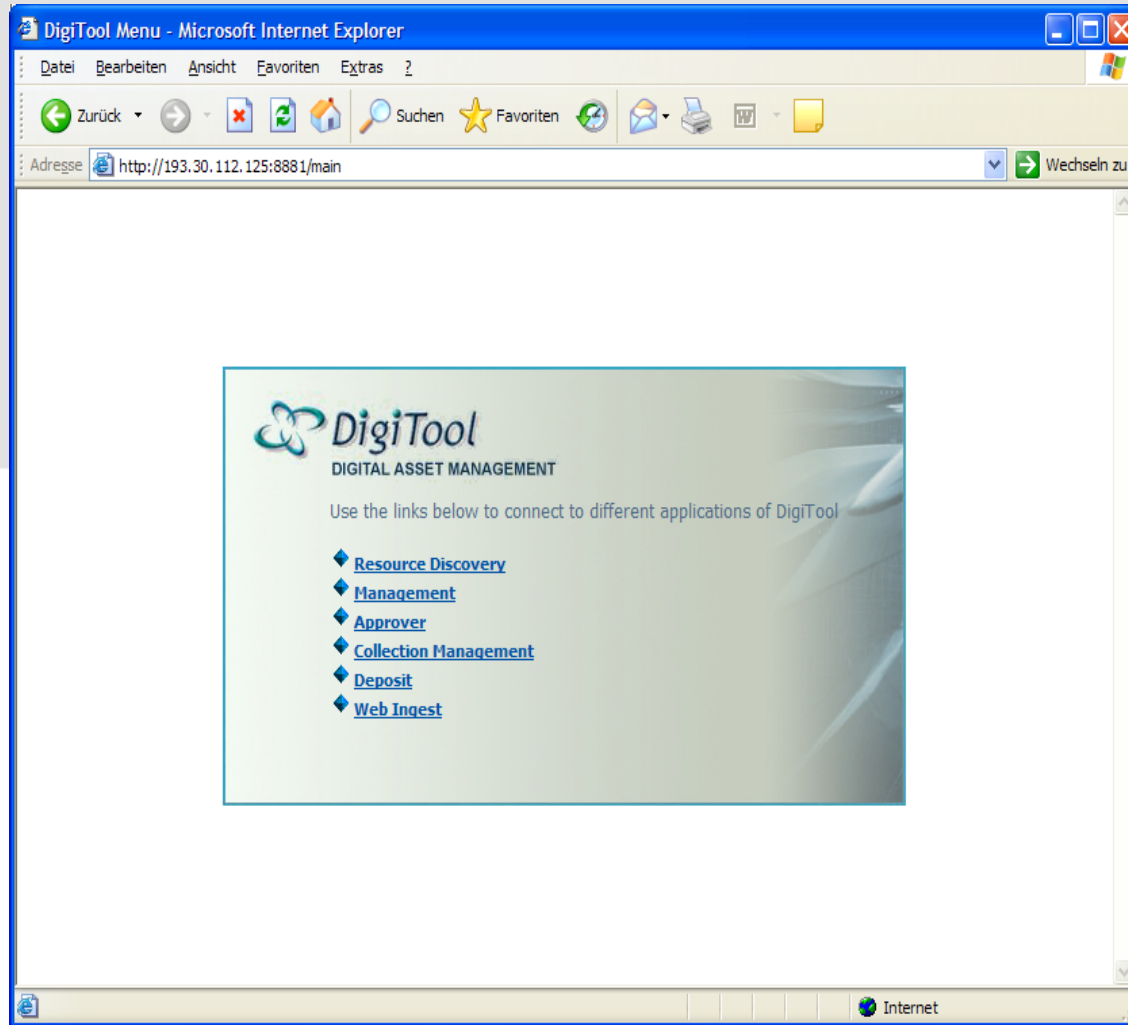 DigiTool Menu - Microsoft Internet Explorer
Datei Bearbeiten Ansicht Favoriten Extras ?
Zurück Suchen Favoriten
Adresse http://193.30.112.125:8881/main Wechseln zu
DigiTool
DIGITAL ASSET MANAGEMENT
Use the links below to connect to different applications of DigiTool
Resource Discovery
Management
Approver
Collection Management
Deposit
Web Ingest
Internet